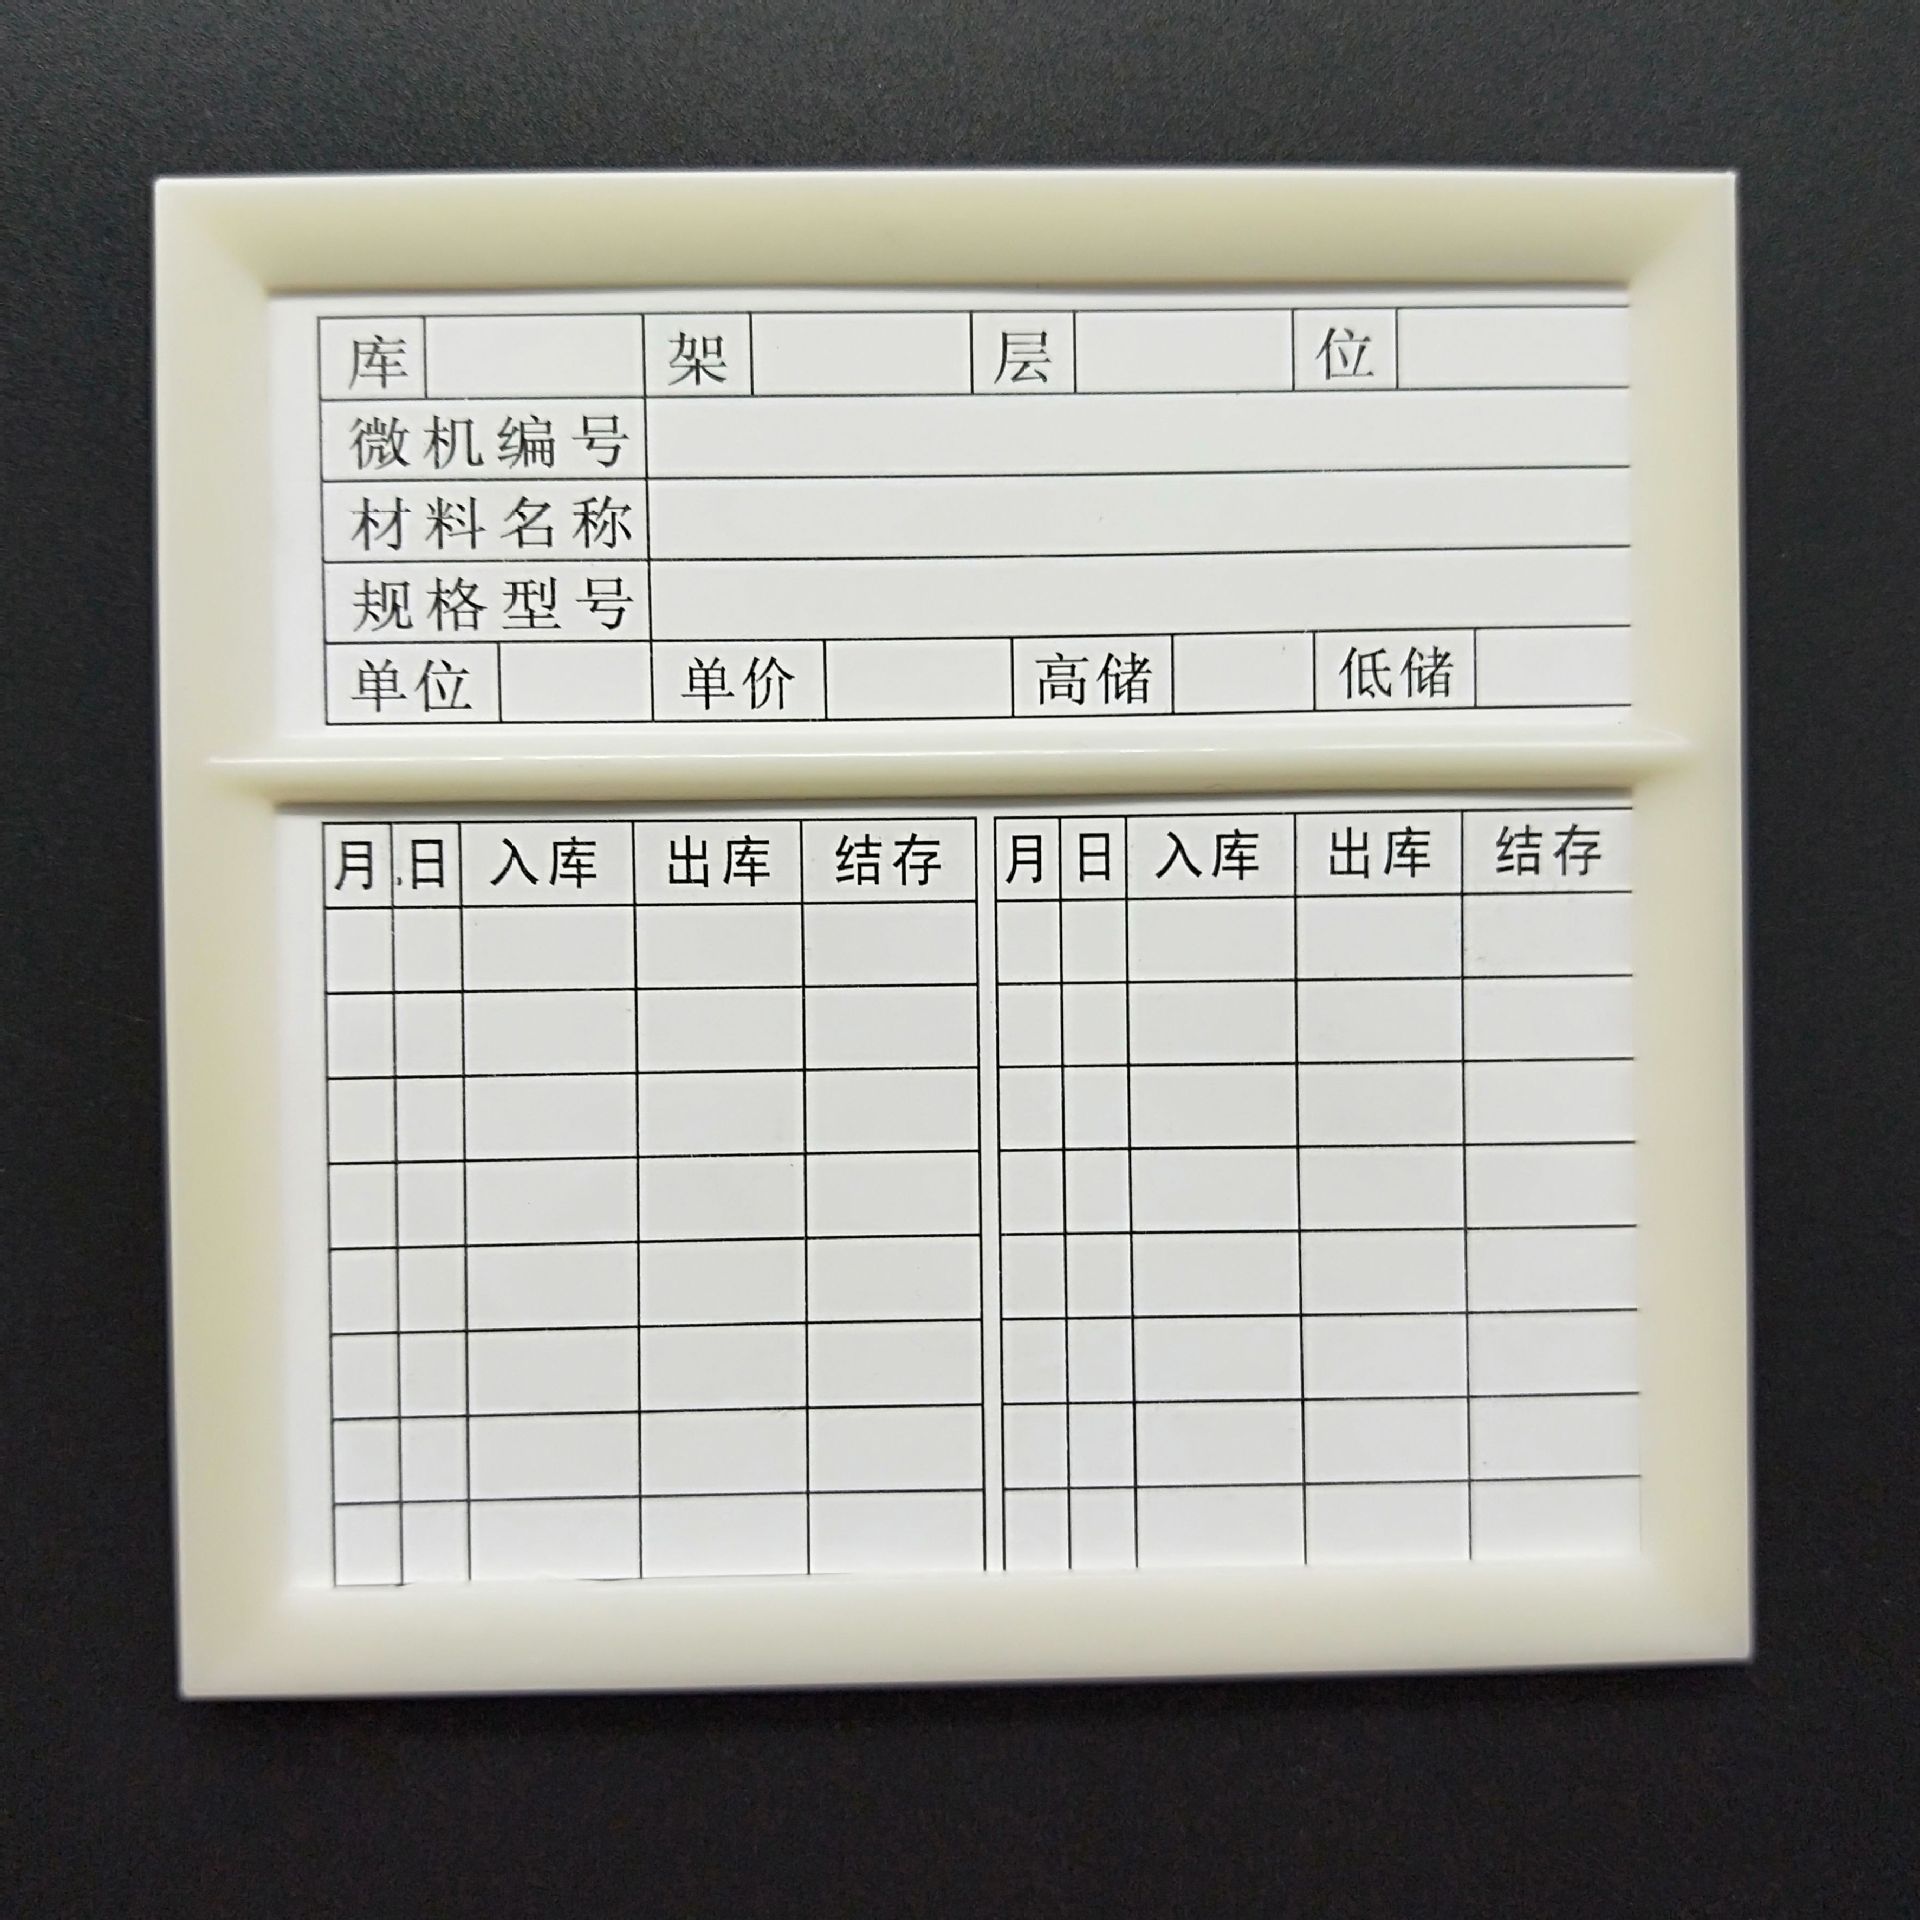 库 架 层 位
微机编号
材料名称
规格型号
单位 单价 高储 低储
月 日 入库 出库 结存 月 日 入库 出库 结存